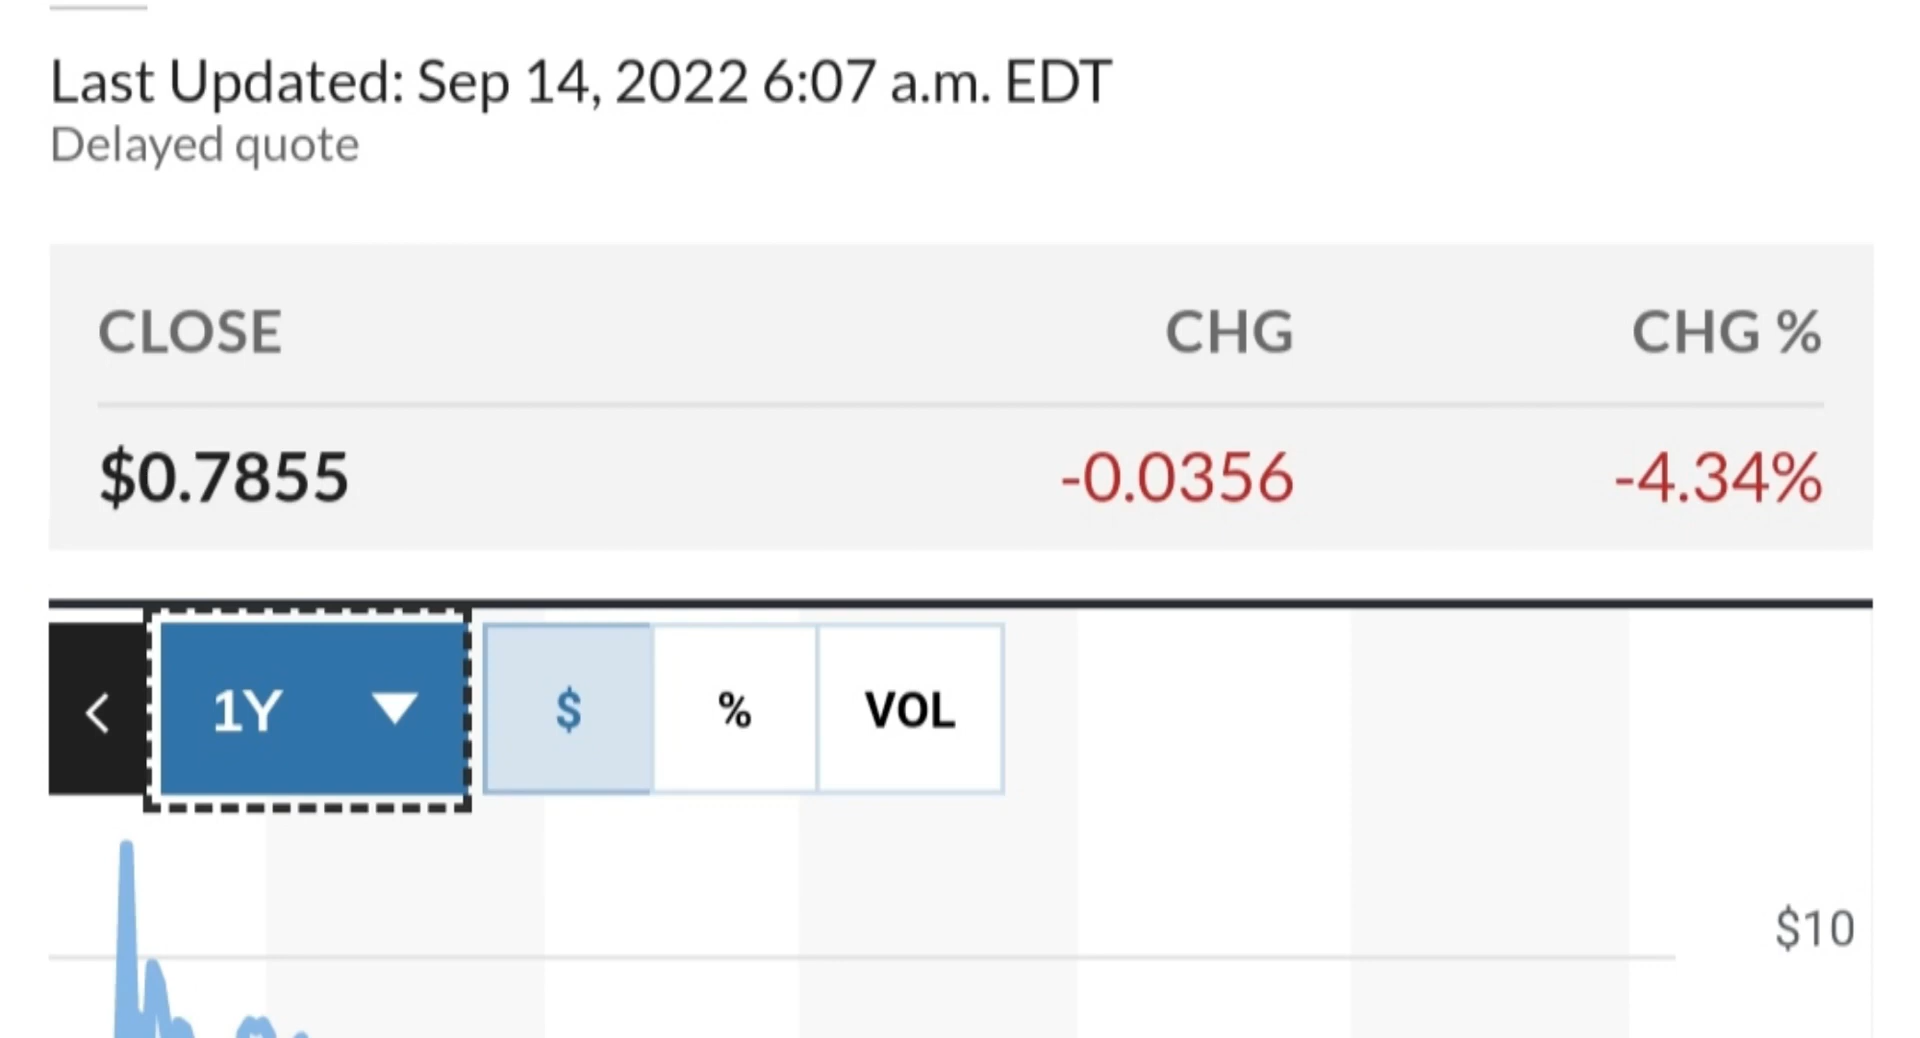 Last Updated: Sep 14, 2022 6:07 a.m. EDT
Delayed quote
CLOSE CHG CHG %
$0.7855 -0.0356 -4.34%
1Y $ % VOL
$10